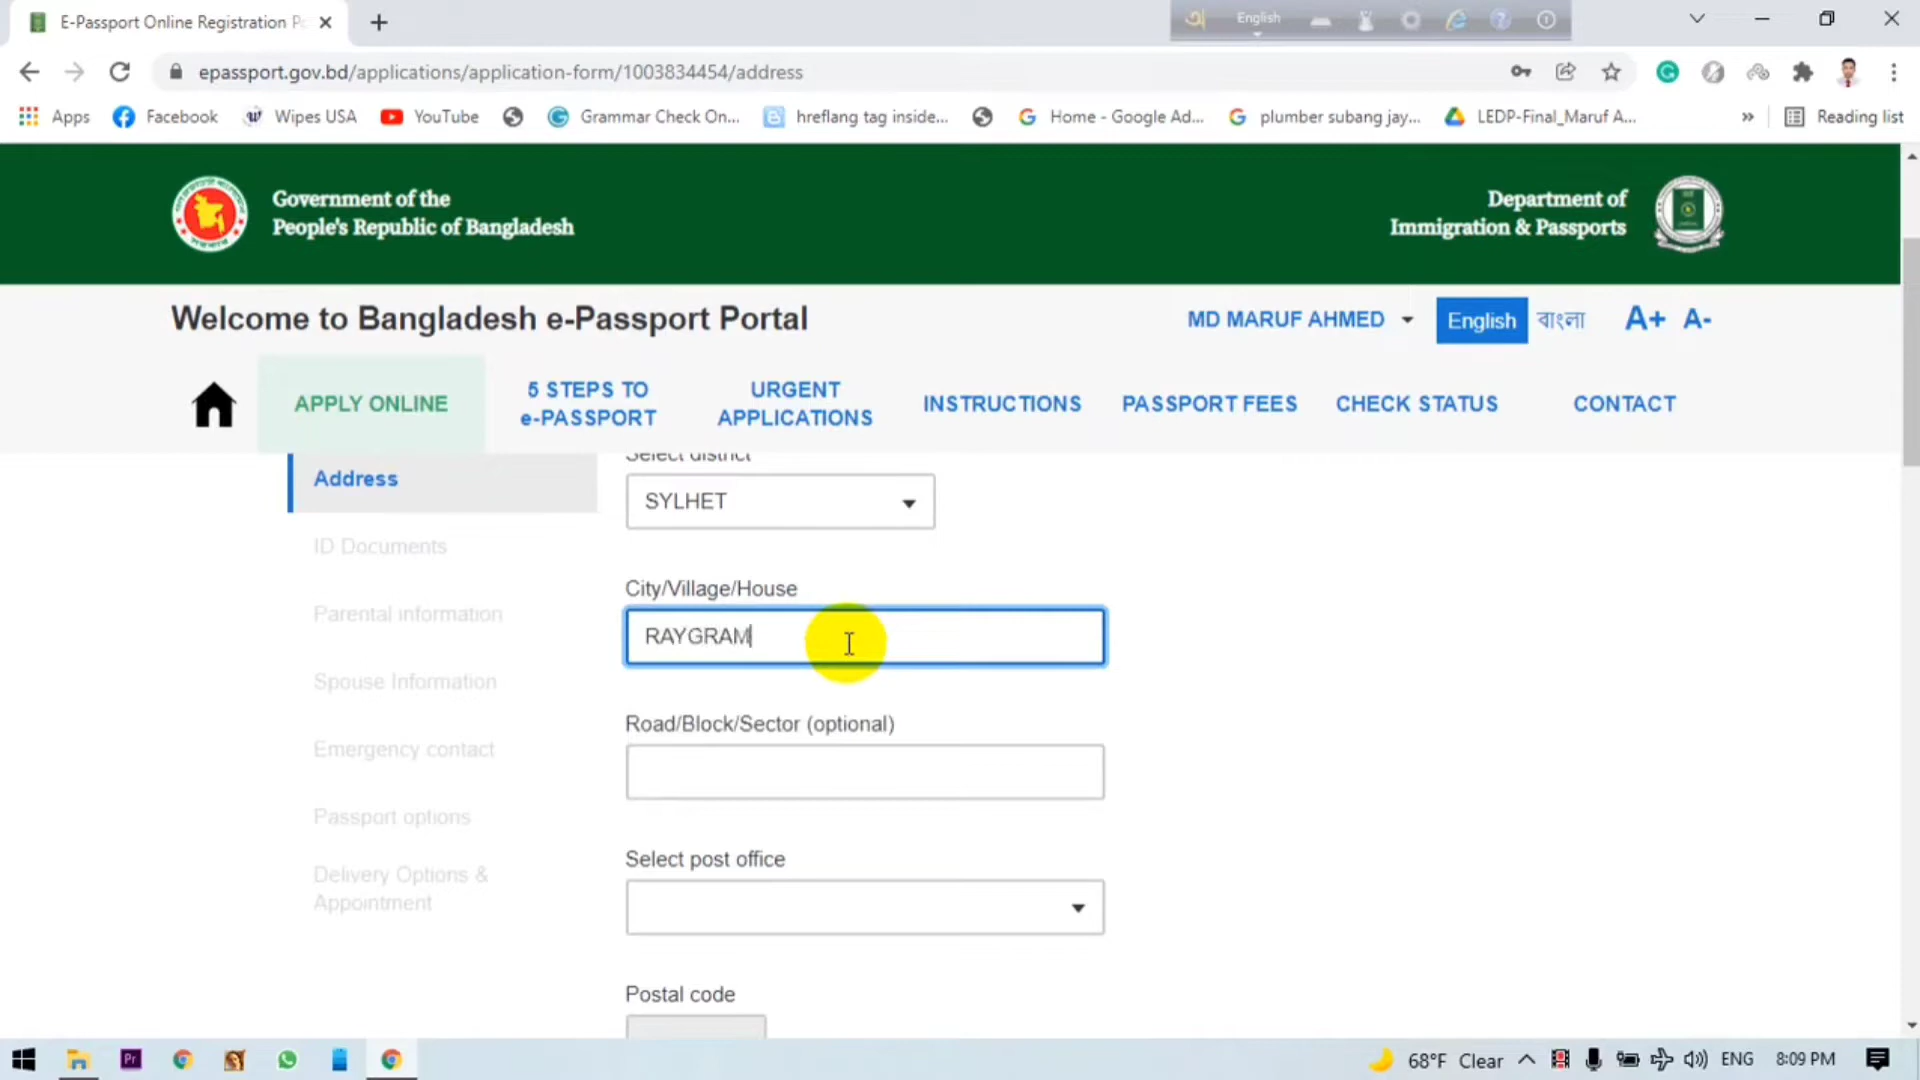 E-Passport Online Registration Po
English
epassport.gov.bd/applications/application-form/1003834454/address
Apps
Facebook
Wipes USA
YouTube
Grammar Check On...
hreflang tag inside...
Home - Google Ad...
plumber subang jay...
LEDP-Final_Maruf A...
»
Reading list
Government of the
People's Republic of Bangladesh
Department of
Immigration & Passports
Welcome to Bangladesh e-Passport Portal
MD MARUF AHMED
English
বাংলা
A+ A-
APPLY ONLINE
5 STEPS TO
e-PASSPORT
URGENT
APPLICATIONS
INSTRUCTIONS
PASSPORT FEES
CHECK STATUS
CONTACT
Address
ID Documents
Parental information
Spouse Information
Emergency contact
Passport options
Delivery Options &
Appointment
Select district
SYLHET
City/Village/House
RAYGRAM
Road/Block/Sector (optional)
Select post office
Postal code
Pr
68°F Clear
ENG
8:09 PM